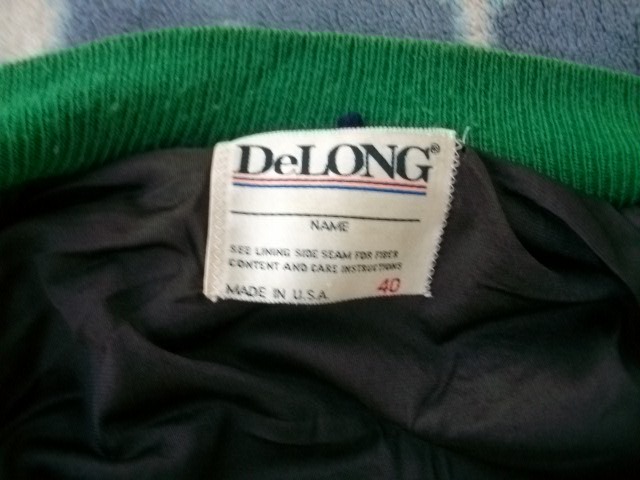 DeLONG®
NAME
SEE LINING SIDE SEAM FOR FIBER
CONTENT AND CARE INSTRUCTIONS
MADE IN U.S.A. 40